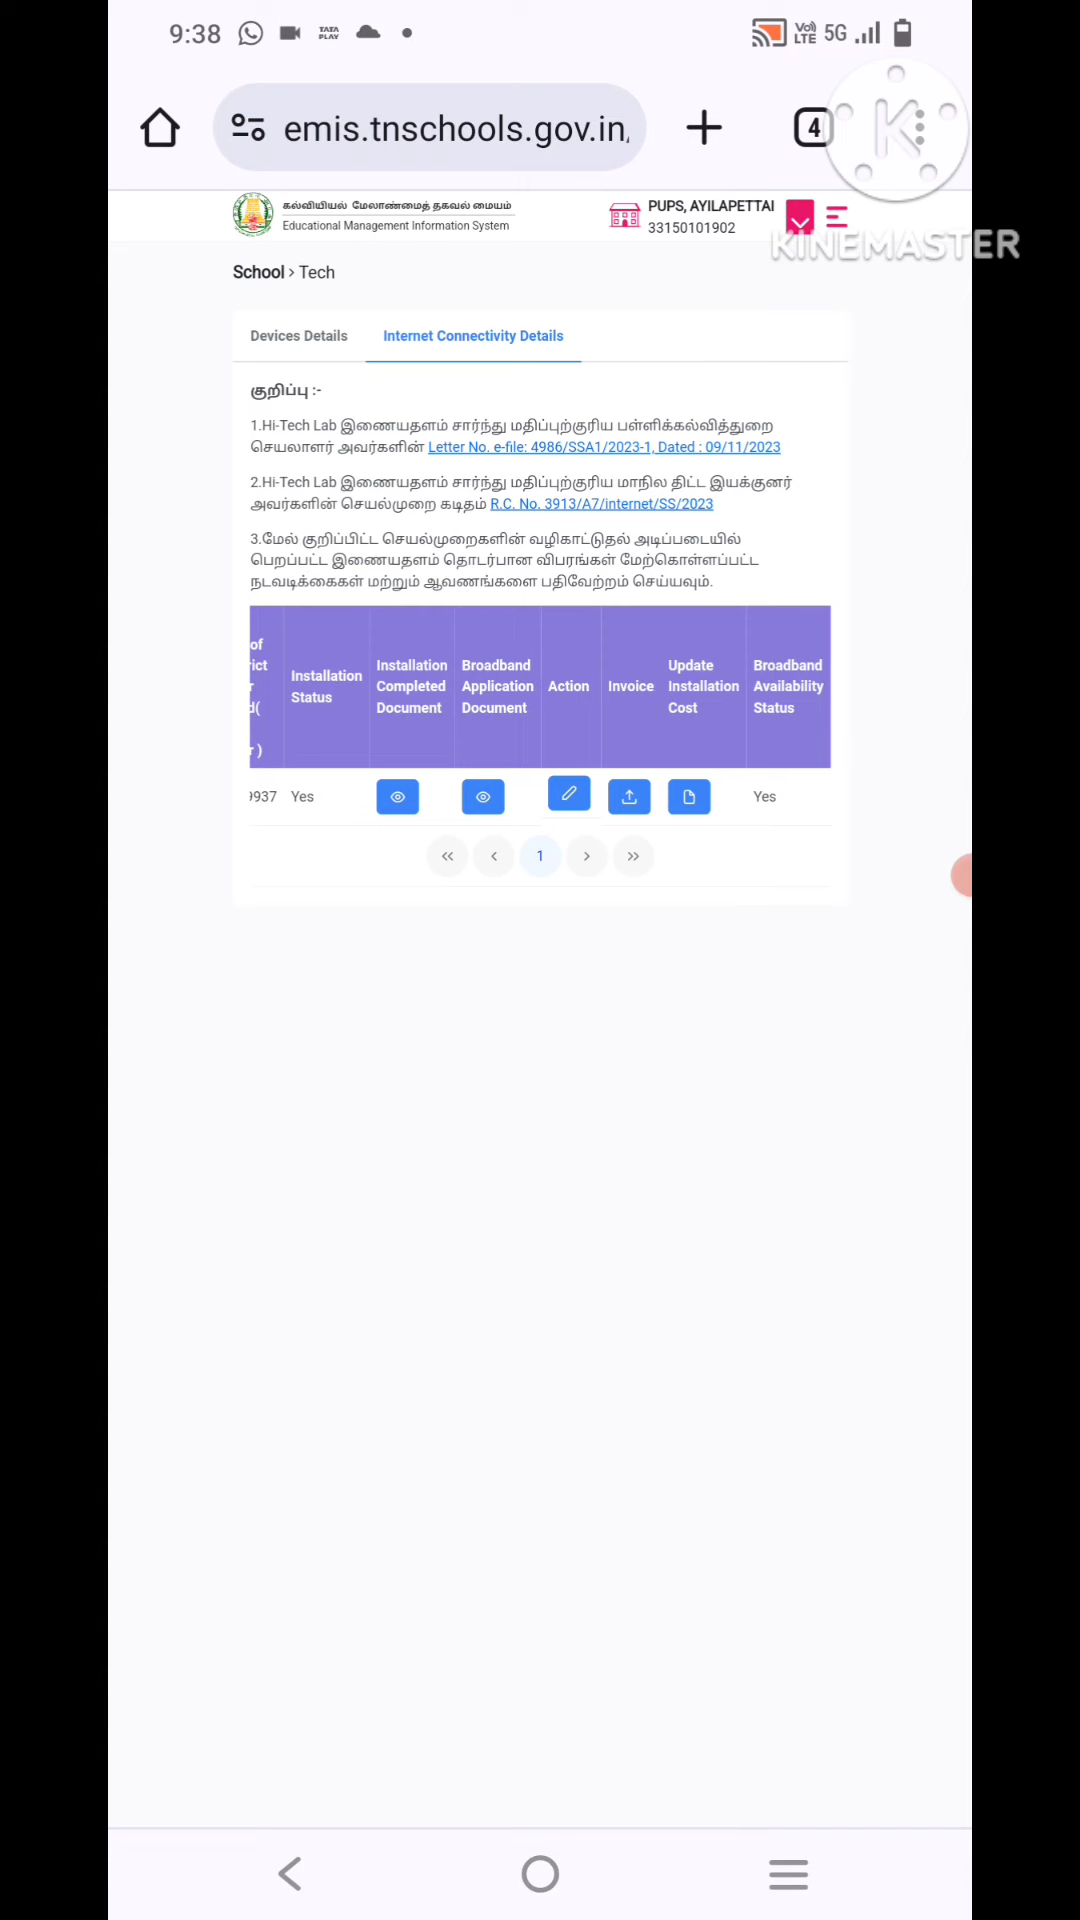 9:38
TATA PLAY
Vo) LTE 5G
emis.tnschools.gov.in,
4
K
KINEMASTER
கல்வியியல் மேலாண்மைத் தகவல் மையம்
Educational Management Information System
PUPS, AYILAPETTAI
33150101902
School › Tech
Devices Details
Internet Connectivity Details
குறிப்பு :-
1.Hi-Tech Lab இணையதளம் சார்ந்து மதிப்புற்குரிய பள்ளிக்கல்வித்துறை
செயலாளர் அவர்களின் Letter No. e-file: 4986/SSA1/2023-1, Dated : 09/11/2023
2.Hi-Tech Lab இணையதளம் சார்ந்து மதிப்புற்குரிய மாநில திட்ட இயக்குனர்
அவர்களின் செயல்முறை கடிதம் R.C. No. 3913/A7/internet/SS/2023
3.மேல் குறிப்பிட்ட செயல்முறைகளின் வழிகாட்டுதல் அடிப்படையில்
பெறப்பட்ட இணையதளம் தொடர்பான விபரங்கள் மேற்கொள்ளப்பட்ட
நடவடிக்கைகள் மற்றும் ஆவணங்களை பதிவேற்றம் செய்யவும்.
of
rict
r
d(
r )
Installation
Status
Installation
Completed
Document
Broadband
Application
Document
Action
Invoice
Update
Installation
Cost
Broadband
Availability
Status
9937 Yes Yes
« ‹ 1 › »